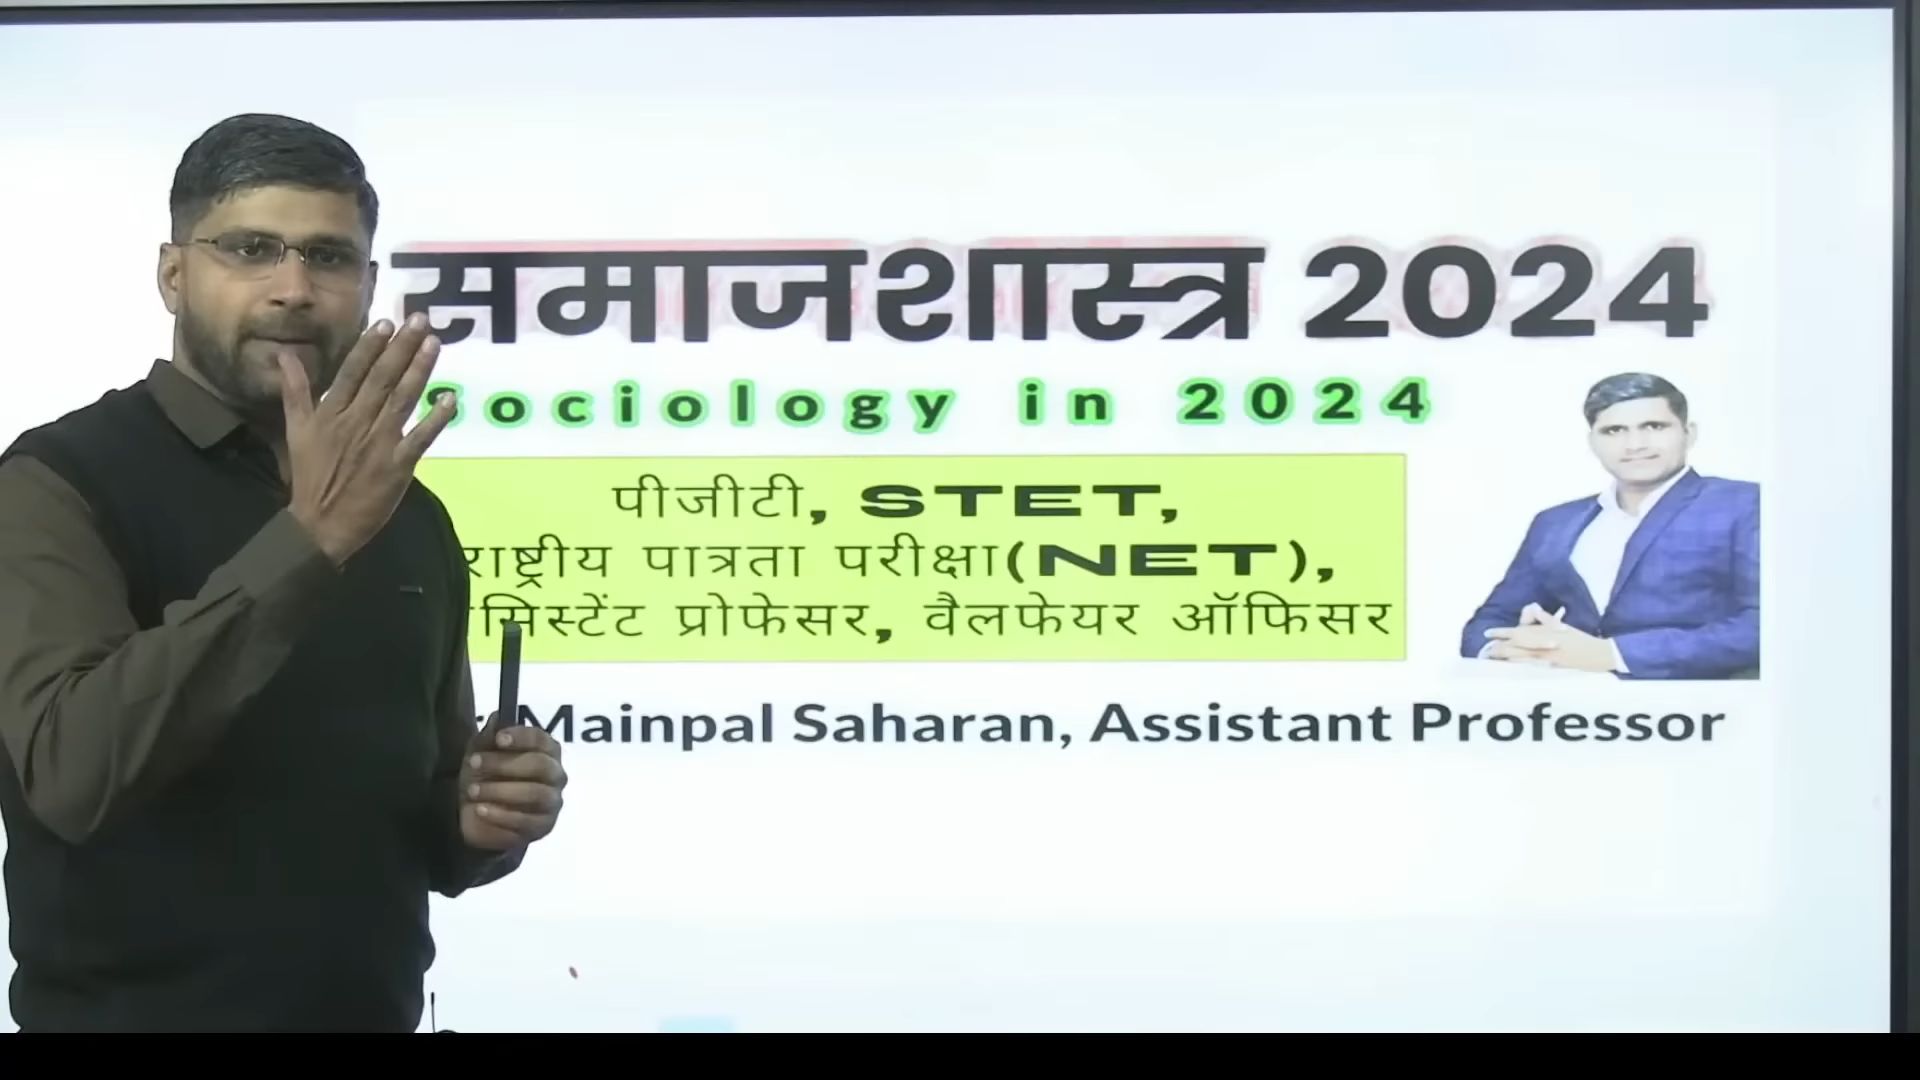 समाजशास्त्र 2024
Sociology in 2024
पीजीटी, STET,
राष्ट्रीय पात्रता परीक्षा(NET),
प्रोफेसर, वैलफेयर ऑफिसर
Mainpal Saharan, Assistant Professor